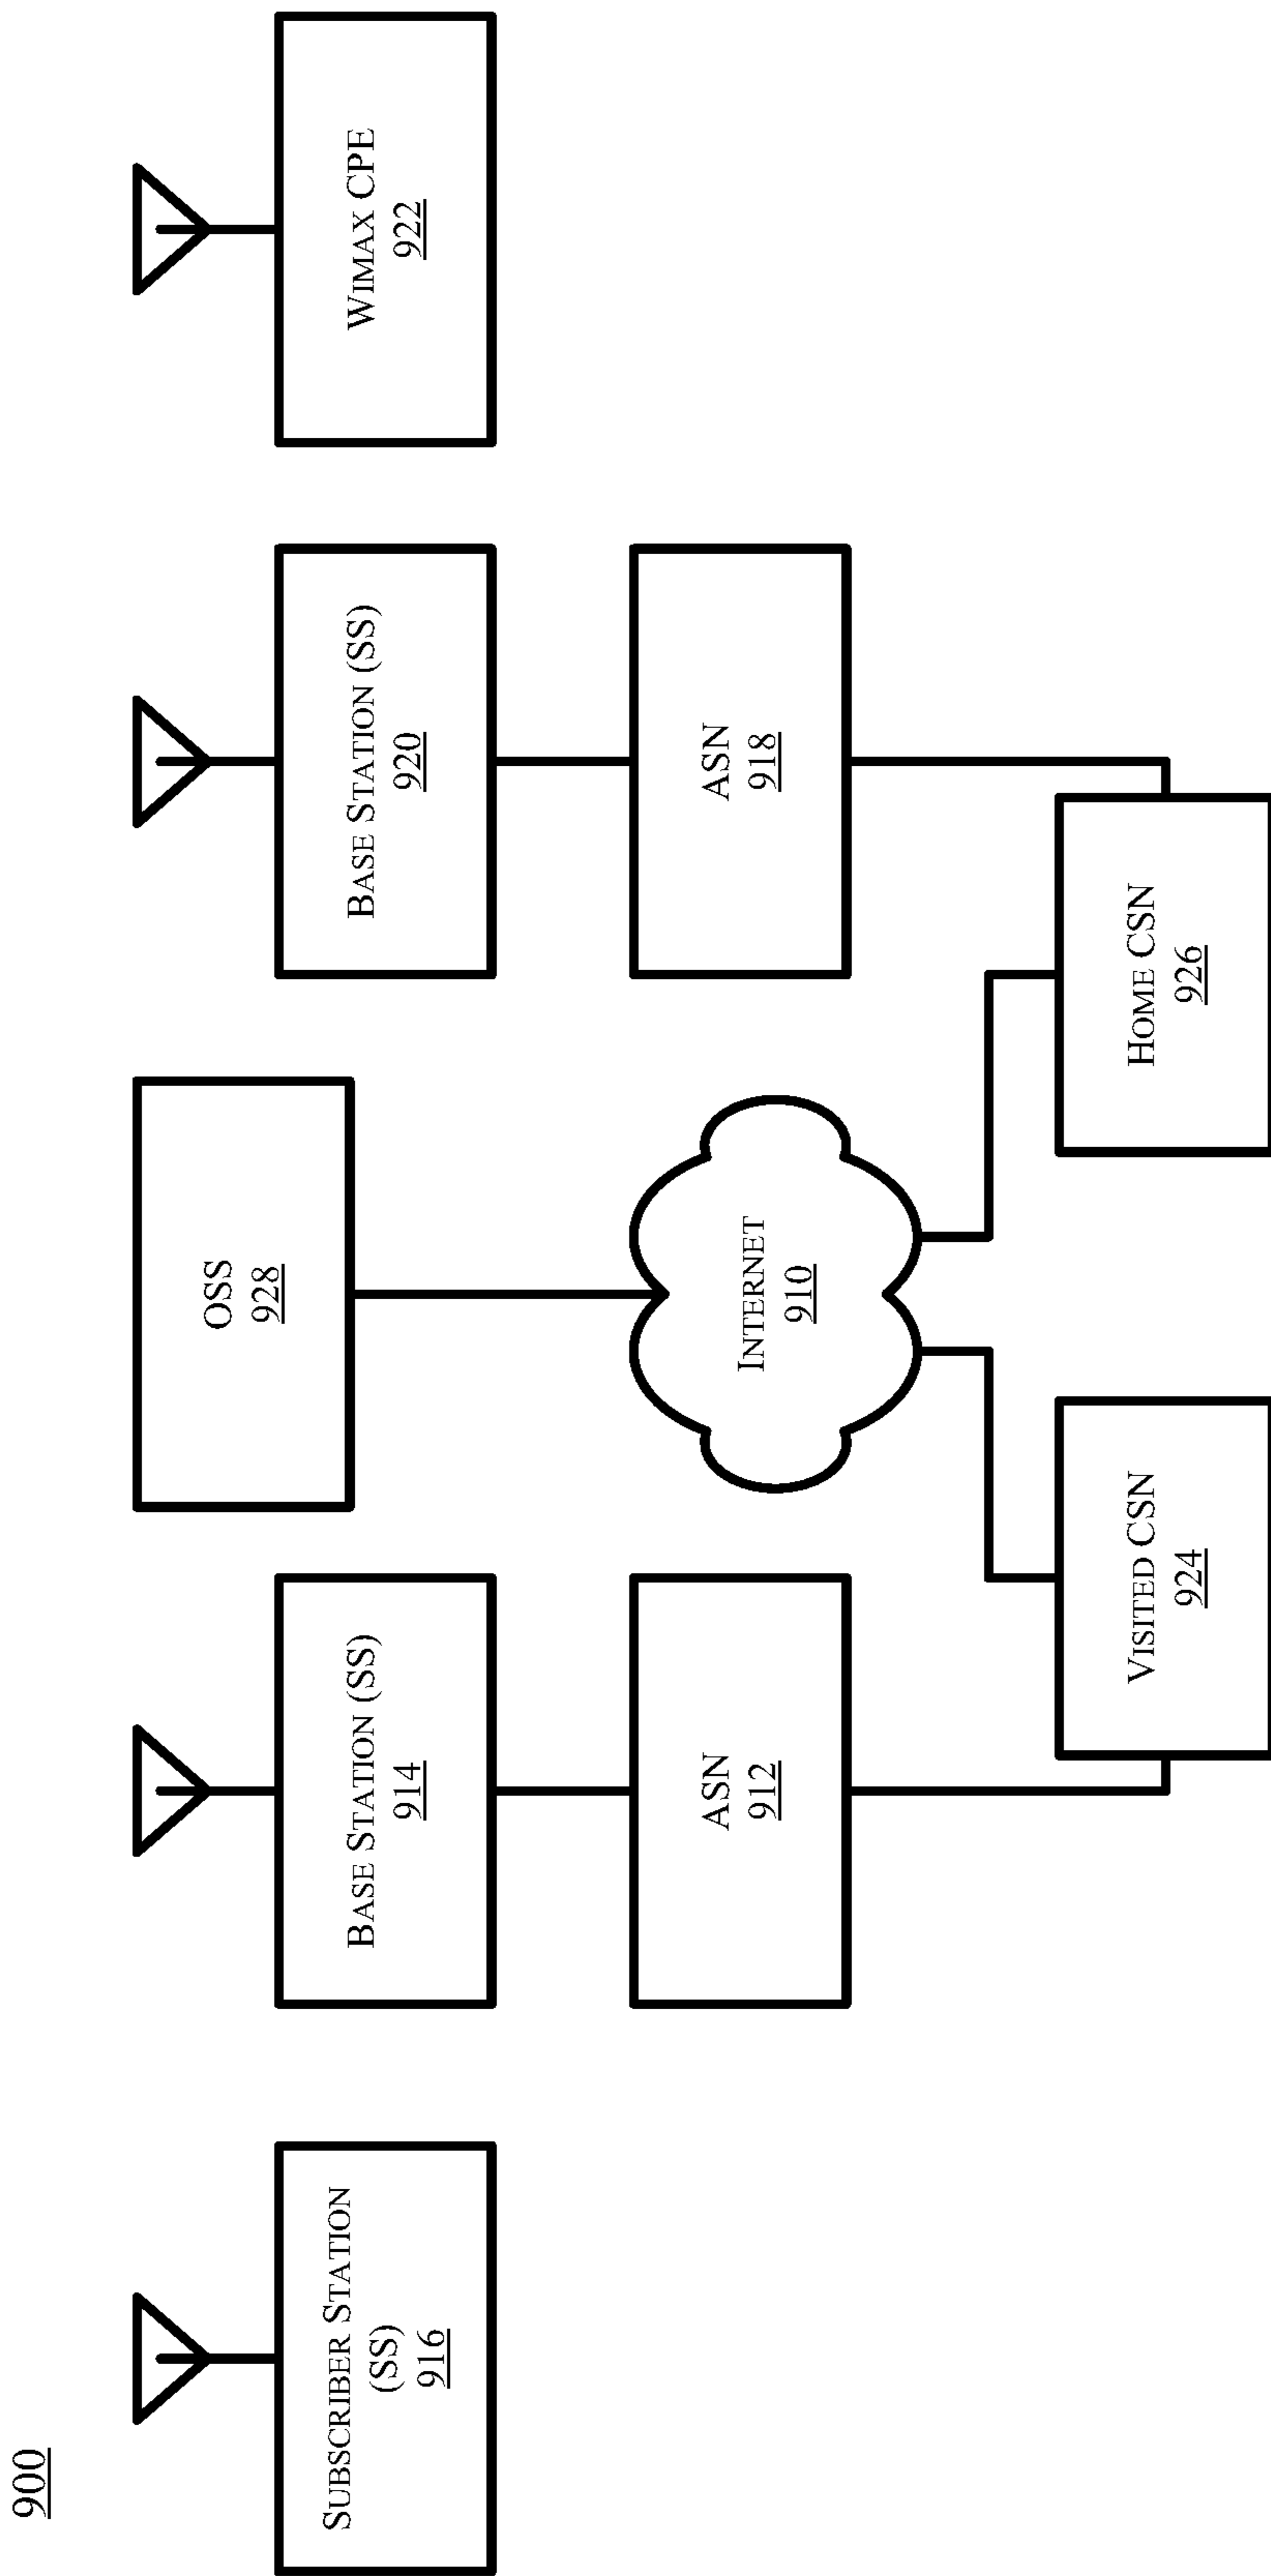 900
SUBSCRIBER STATION
(SS)
916
BASE STATION (SS)
914
OSS
928
BASE STATION (SS)
920
WIMAX CPE
922
ASN
912
INTERNET
910
ASN
918
VISITED CSN
924
HOME CSN
926